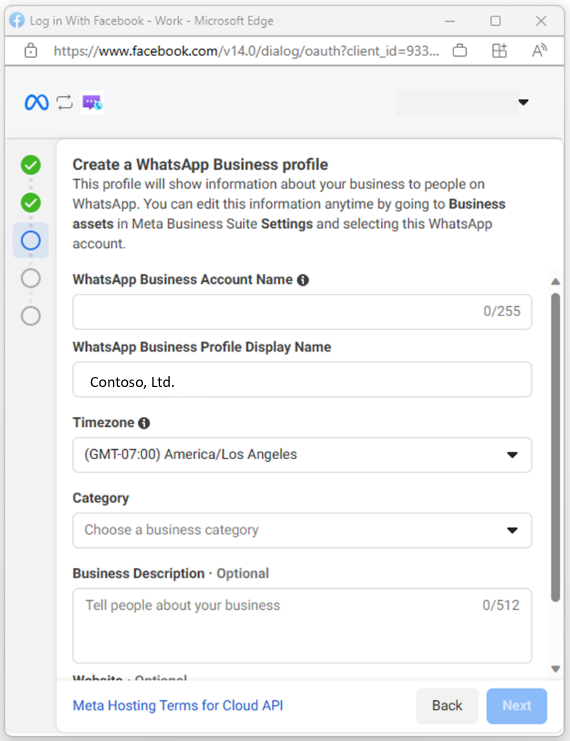 Log in With Facebook - Work - Microsoft Edge
https://www.facebook.com/v14.0/dialog/oauth?client_id=933...
Create a WhatsApp Business profile
This profile will show information about your business to people on
WhatsApp. You can edit this information anytime by going to Business
assets in Meta Business Suite Settings and selecting this WhatsApp
account.
WhatsApp Business Account Name
0/255
WhatsApp Business Profile Display Name
Contoso, Ltd.
Timezone
(GMT-07:00) America/Los Angeles
Category
Choose a business category
Business Description · Optional
Tell people about your business 0/512
Website · Optional
Meta Hosting Terms for Cloud API Back Next